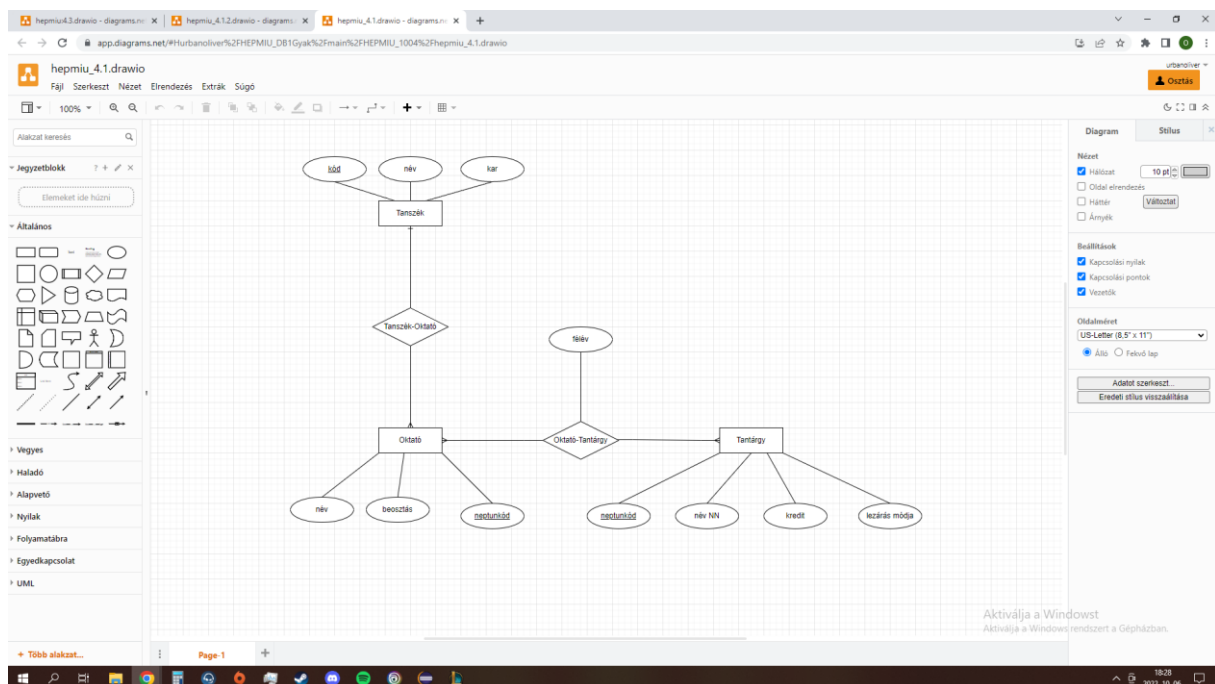 hepmiu4.3.drawio - diagrams.ne
hepmiu_4.1.2.drawio - diagrams.
hepmiu_4.1.drawio - diagrams.ne
app.diagrams.net/#Hurbanoliver%2FHEPMIU_DB1Gyak%2Fmain%2FHEPMIU_1004%2Fhepmiu_4.1.drawio
hepmiu_4.1.drawio
urbanoliver
Fájl Szerkeszt Nézet Elrendezés Extrák Súgó
Osztás
100%
Alakzat keresés
Jegyzetblokk
Elemeket ide húzni
Általános
Vegyes
Haladó
Alapvető
Nyilak
Folyamatábra
Egyedkapcsolat
UML
+ Több alakzat...
kód név kar
Tanszék
Tanszék-Oktató
félév
Oktató Oktató-Tantárgy Tantárgy
név beosztás neptunkód neptunkód név NN kredit lezárás módja
Diagram Stílus
Nézet
Hálózat 10 pt
Oldal elrendezés
Háttér Változtat
Árnyék
Beállítások
Kapcsolási nyilak
Kapcsolási pontok
Vezetők
Oldalméret
US-Letter (8,5" x 11")
Álló Fekvő lap
Adatot szerkeszt...
Eredeti stílus visszaállítása
Aktiválja a Windowst
Aktiválja a Windows rendszert a Gépházban.
Page-1
18:28